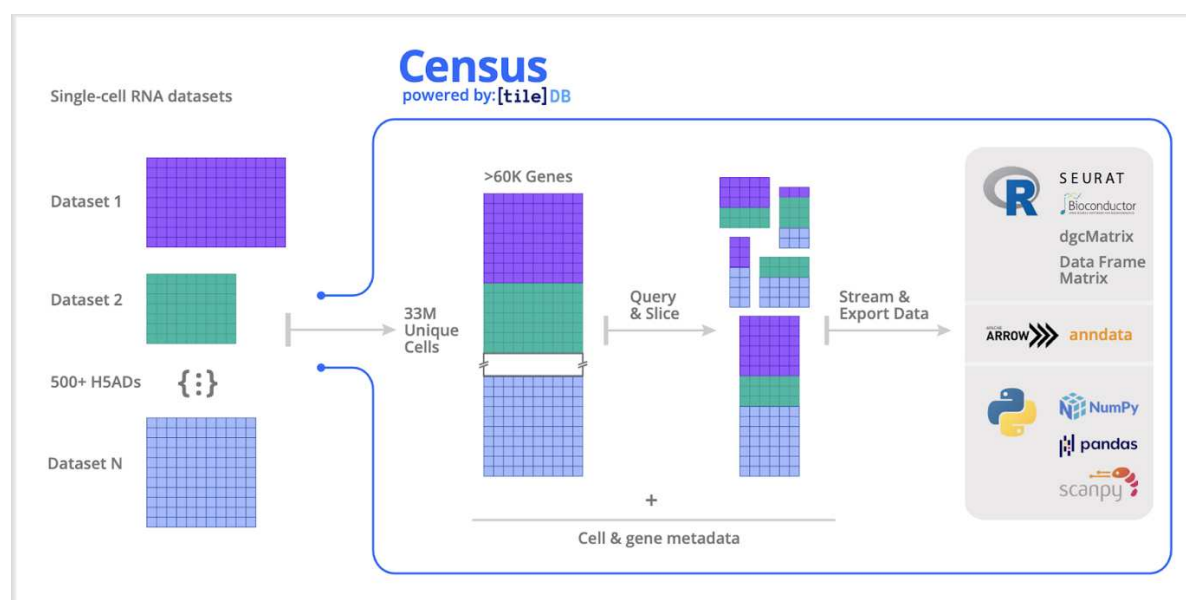 Census
powered by:[tile]DB
Single-cell RNA datasets
Dataset 1
Dataset 2
500+ H5ADs
{:}
Dataset N
>60K Genes
33M
Unique
Cells
Query
& Slice
+
Cell & gene metadata
Stream &
Export Data
R
SEURAT
Bioconductor
dgcMatrix
Data Frame
Matrix
APACHE
ARROW
anndata
NumPy
pandas
scanpy